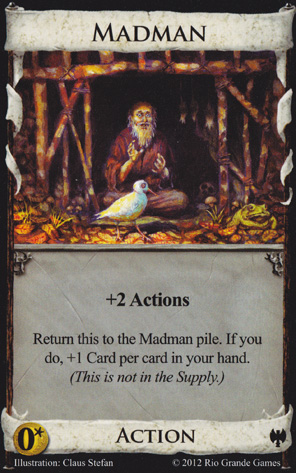 MADMAN
+2 Actions
Return this to the Madman pile. If you
do, +1 Card per card in your hand.
(This is not in the Supply.)
0*
ACTION
Illustration: Claus Stefan © 2012 Rio Grande Games